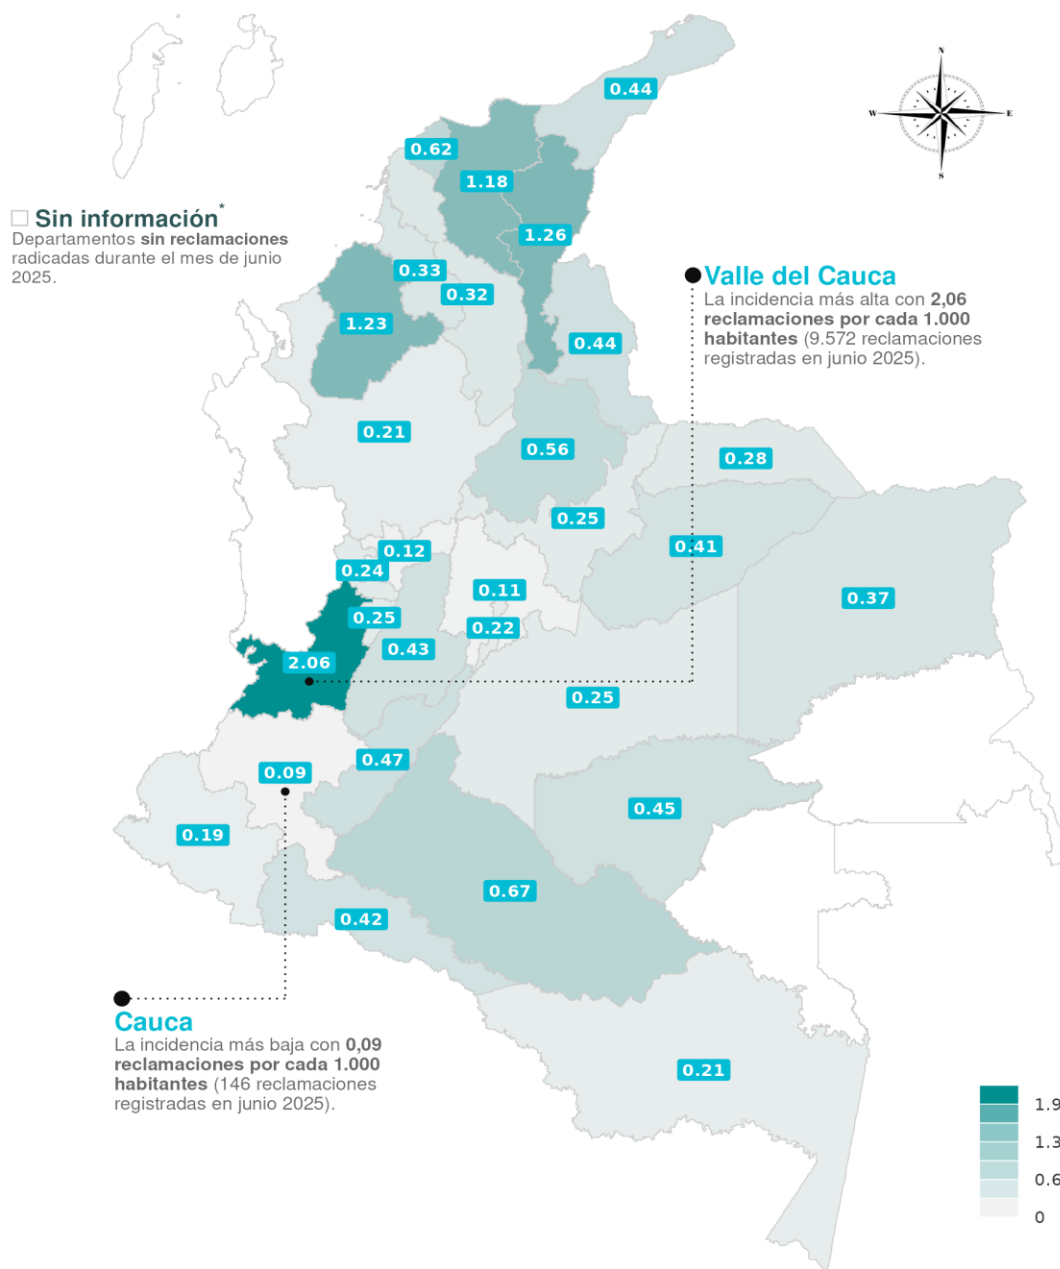 N
W
E
S
0.44
0.62
1.18
Sin información*
Departamentos sin reclamaciones
radicadas durante el mes de junio
2025.
1.26
0.33
0.32
1.23
0.44
Valle del Cauca
La incidencia más alta con 2,06
reclamaciones por cada 1.000
habitantes (9.572 reclamaciones
registradas en junio 2025).
0.21
0.56
0.28
0.25
0.41
0.12
0.24
0.11
0.37
0.25
0.22
0.43
2.06
0.25
0.47
0.09
0.45
0.19
0.67
0.42
Cauca
La incidencia más baja con 0,09
reclamaciones por cada 1.000
habitantes (146 reclamaciones
registradas en junio 2025).
0.21
1.9
1.3
0.6
0